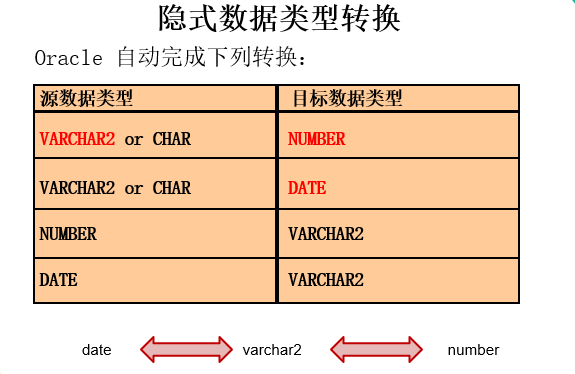 隐式数据类型转换
Oracle 自动完成下列转换：
源数据类型 目标数据类型
VARCHAR2 or CHAR NUMBER
VARCHAR2 or CHAR DATE
NUMBER VARCHAR2
DATE VARCHAR2
date varchar2 number